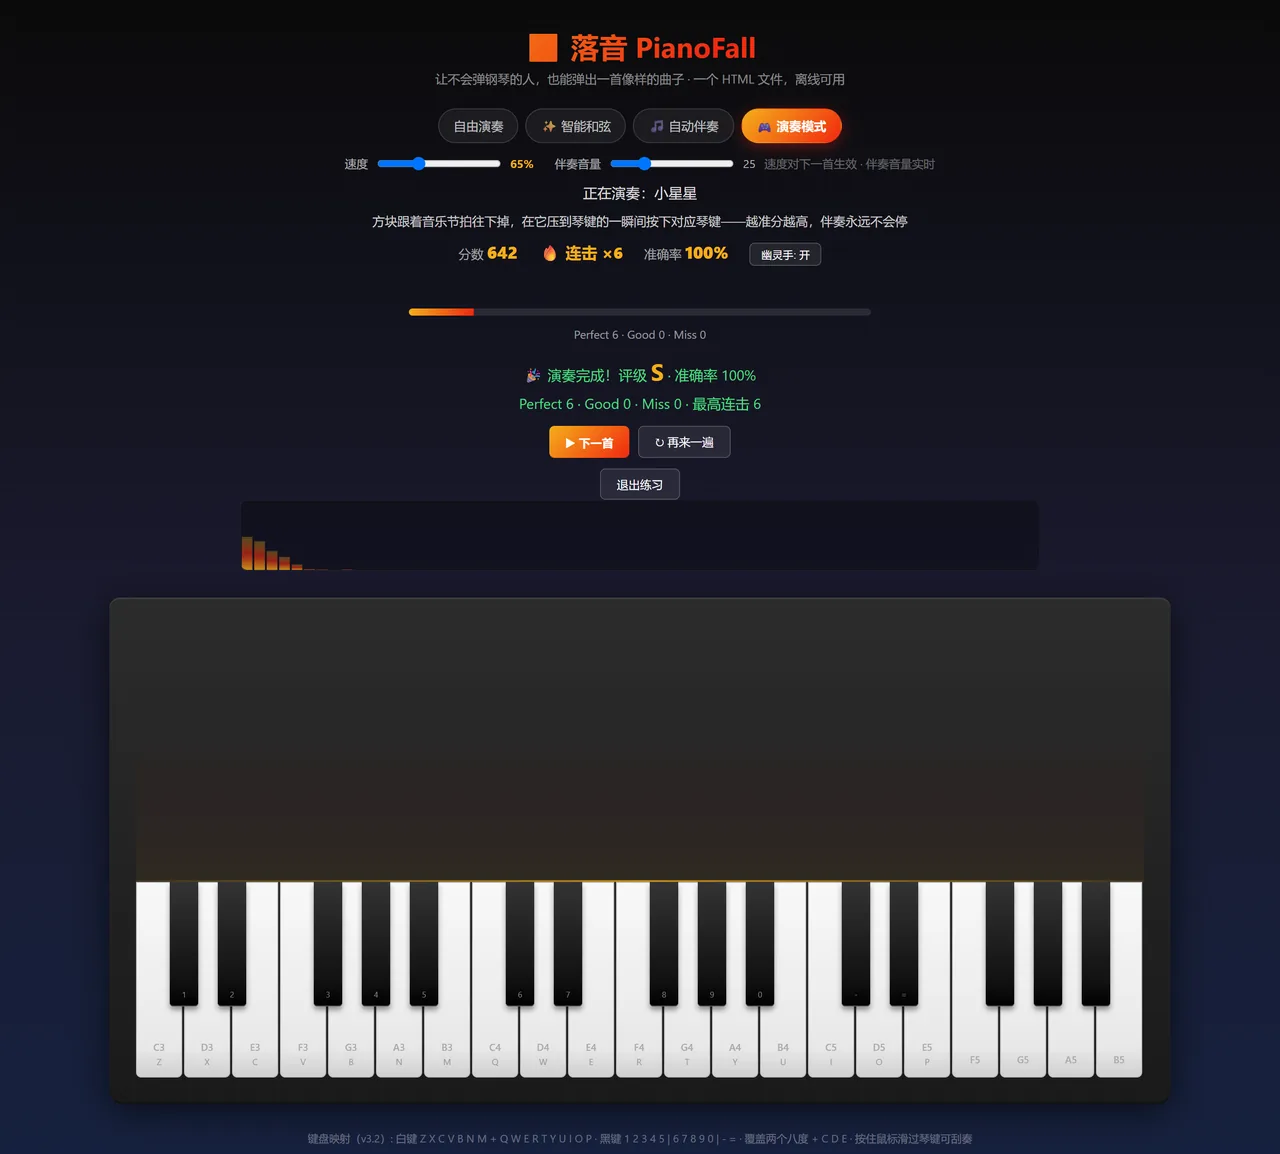 落音 PianoFall
让不会弹钢琴的人，也能弹出一首像样的曲子 · 一个 HTML 文件，离线可用
自由演奏 ✨ 智能和弦 🎵 自动伴奏 🎮 演奏模式
速度 65% 伴奏音量 25 速度对下一首生效 · 伴奏音量实时
正在演奏：小星星
方块跟着音乐节拍往下掉，在它压到琴键的一瞬间按下对应琴键——越准分越高，伴奏永远不会停
分数 642 🔥 连击 ×6 准确率 100% 幽灵手: 开
Perfect 6 · Good 0 · Miss 0
🎉 演奏完成！评级 S · 准确率 100%
Perfect 6 · Good 0 · Miss 0 · 最高连击 6
▶ 下一首 ↻ 再来一遍
退出练习
1 2 3 4 5 6 7 8 9 0 - =
C3 D3 E3 F3 G3 A3 B3 C4 D4 E4 F4 G4 A4 B4 C5 D5 E5 F5 G5 A5 B5
Z X C V B N M Q W E R T Y U I O P
键盘映射（v3.2）: 白键 Z X C V B N M + Q W E R T Y U I O P · 黑键 1 2 3 4 5 | 6 7 8 9 0 | - = · 覆盖两个八度 + C D E · 按住鼠标滑过琴键可刮奏